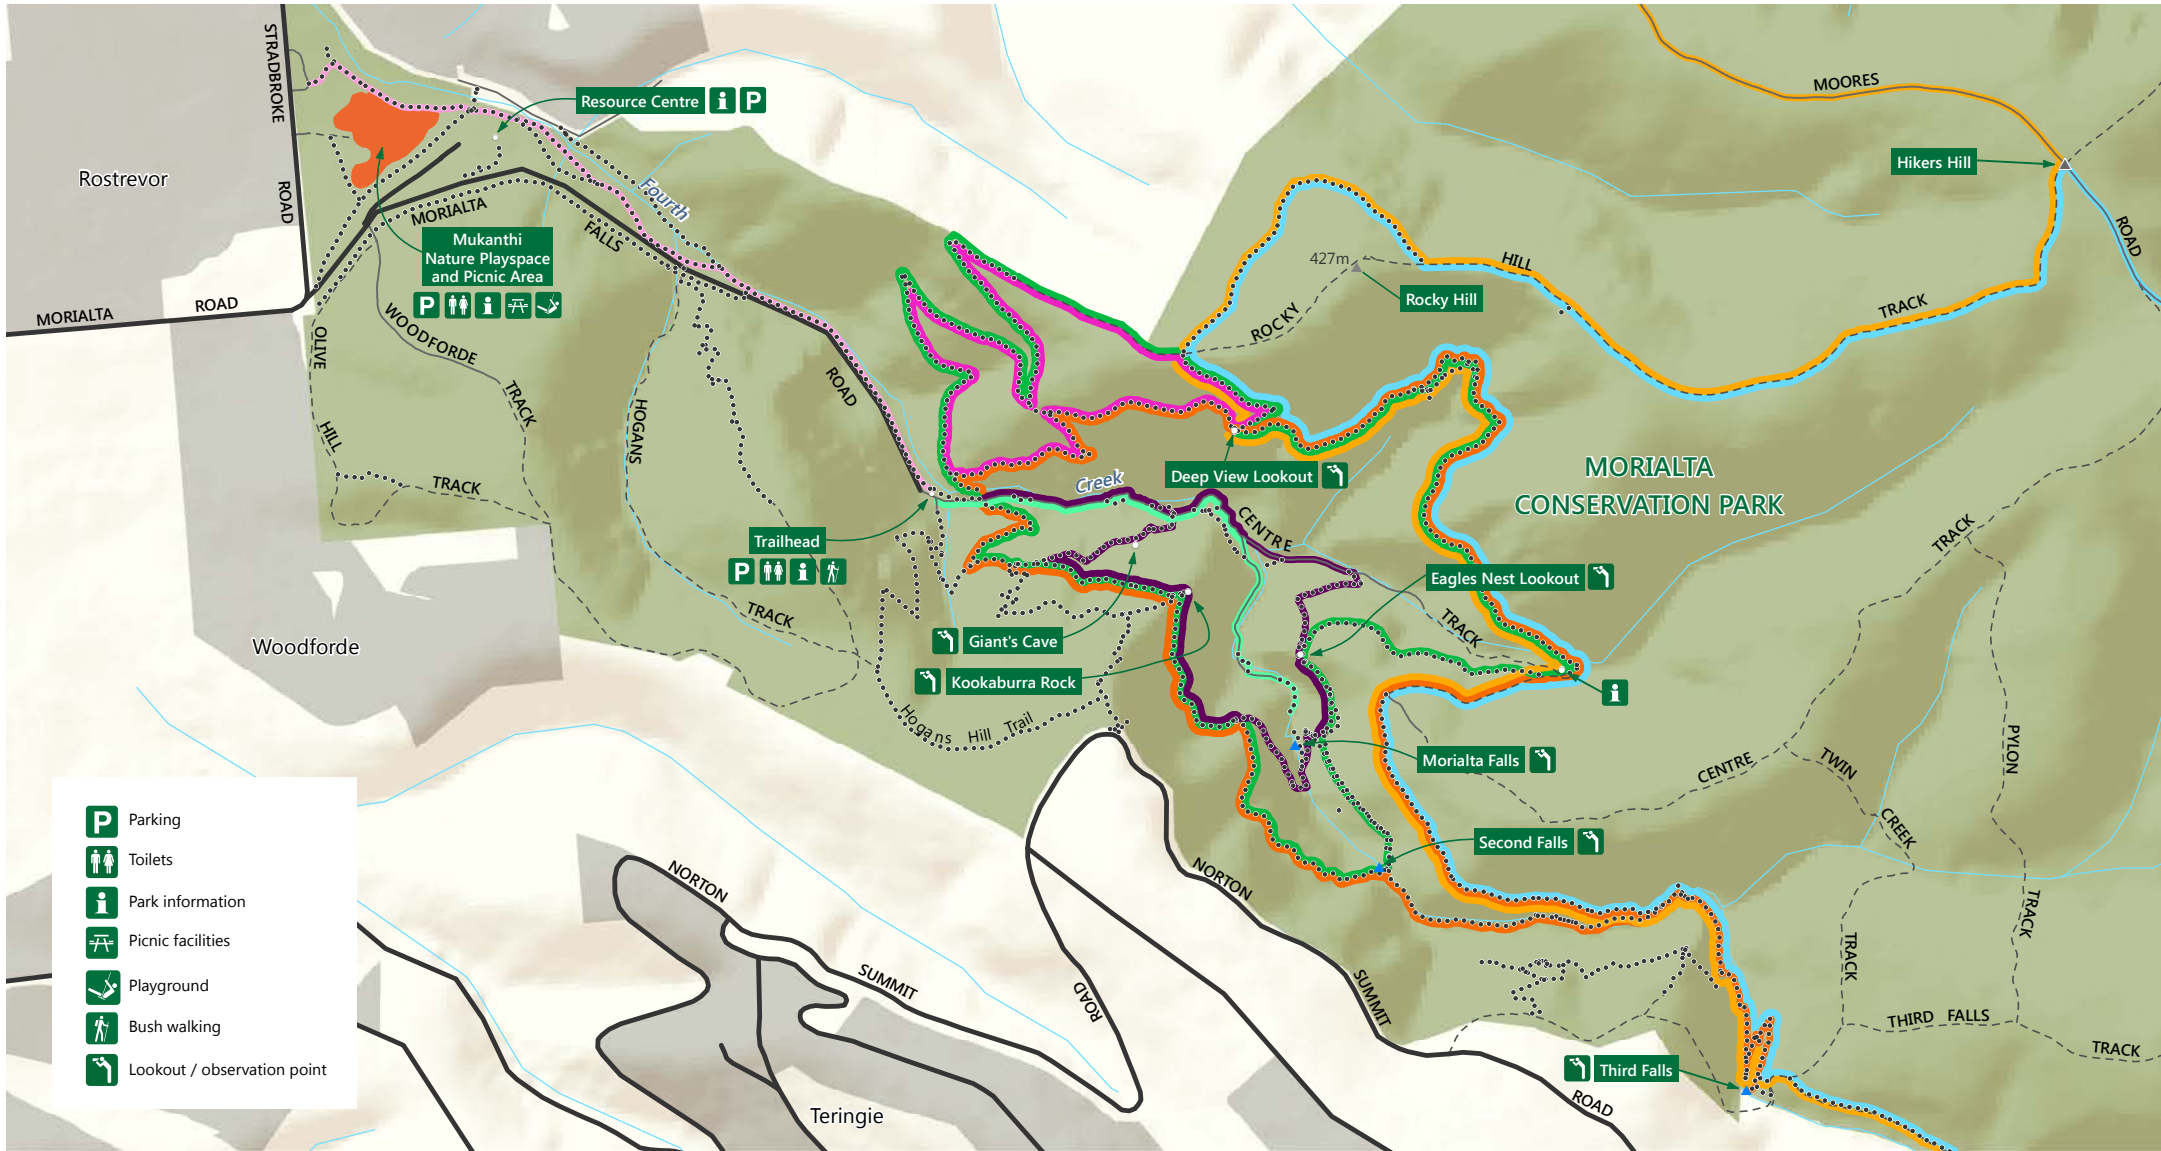 STRADBROKE
ROAD
Rostrevor
Resource Centre
P
Fourth
MORIALTA
FALLS
ROAD
Mukanthi
Nature Playspace
and Picnic Area
P
MORIALTA
ROAD
WOODFORDE
TRACK
OLIVE
HILL
TRACK
HOGANS
TRACK
MOORES
ROAD
Hikers Hill
427m
Rocky Hill
ROCKY
HILL
TRACK
Deep View Lookout
Creek
MORIALTA
CONSERVATION PARK
CENTRE
TRACK
Trailhead
P
Eagles Nest Lookout
Giant's Cave
Kookaburra Rock
Hogans Hill Trail
Woodforde
Morialta Falls
Second Falls
CENTRE
TRACK
TWIN
CREEK
TRACK
PYLON
TRACK
THIRD FALLS
TRACK
Third Falls
NORTON
SUMMIT
ROAD
NORTON
SUMMIT
ROAD
Teringie
P
Parking
Toilets
Park information
Picnic facilities
Playground
Bush walking
Lookout / observation point